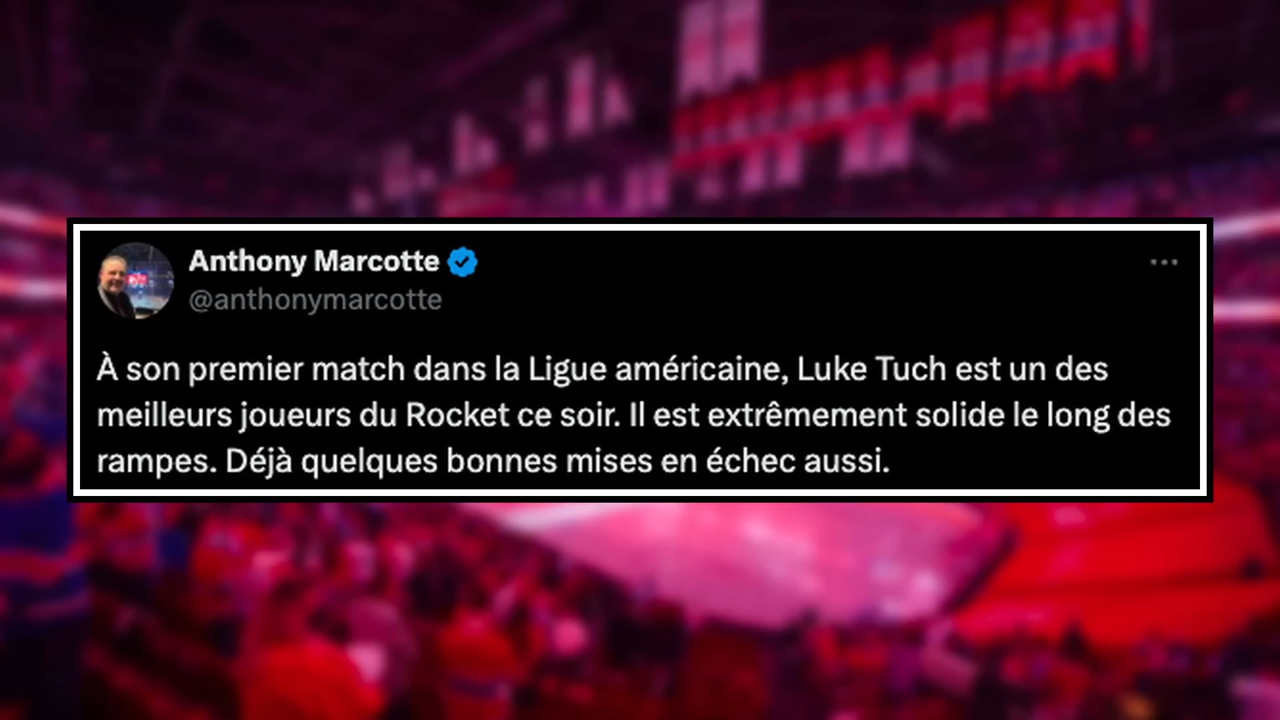 Anthony Marcotte
@anthonymarcotte
À son premier match dans la Ligue américaine, Luke Tuch est un des
meilleurs joueurs du Rocket ce soir. Il est extrêmement solide le long des
rampes. Déjà quelques bonnes mises en échec aussi.